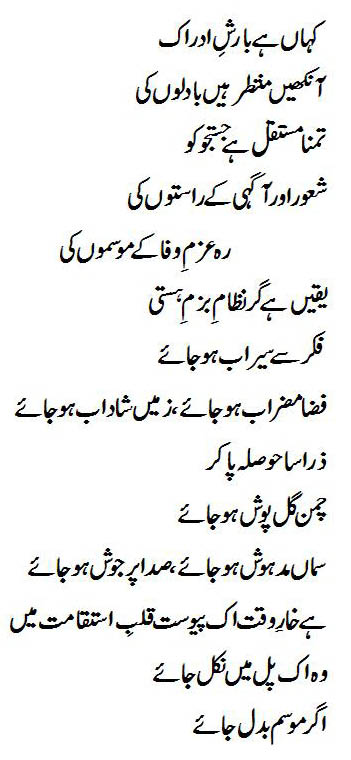 کہاں ہے بارشِ ادراک
آنکھیں منتظر ہیں بادلوں کی
تمنا مستقل ہے جستجو کو
شعور اور آگہی کے راستوں کی
رہ عزمِ وفا کے موسموں کی
یقیں ہے گر نظامِ بزمِ ہستی
فکر سے سیراب ہو جائے
فضا مضراب ہو جائے، زمیں شاداب ہو جائے
ذرا سا حوصلہ پا کر
چمن گل پوش ہو جائے
سماں مدہوش ہو جائے، صدا پرجوش ہو جائے
ہے خارِ وقت اک پیوست قلبِ استقامت میں
وہ اک پل میں نکل جائے
اگر موسم بدل جائے